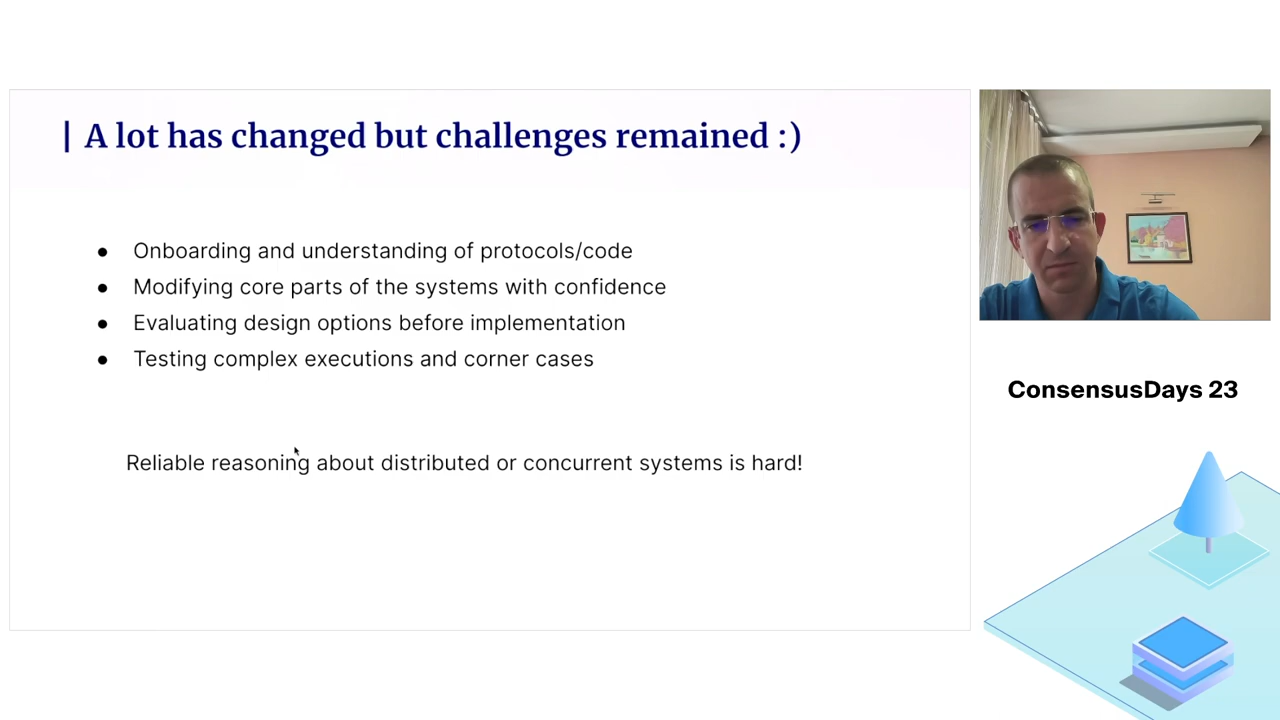 | A lot has changed but challenges remained :)
● Onboarding and understanding of protocols/code
● Modifying core parts of the systems with confidence
● Evaluating design options before implementation
● Testing complex executions and corner cases
Reliable reasoning about distributed or concurrent systems is hard!
ConsensusDays 23